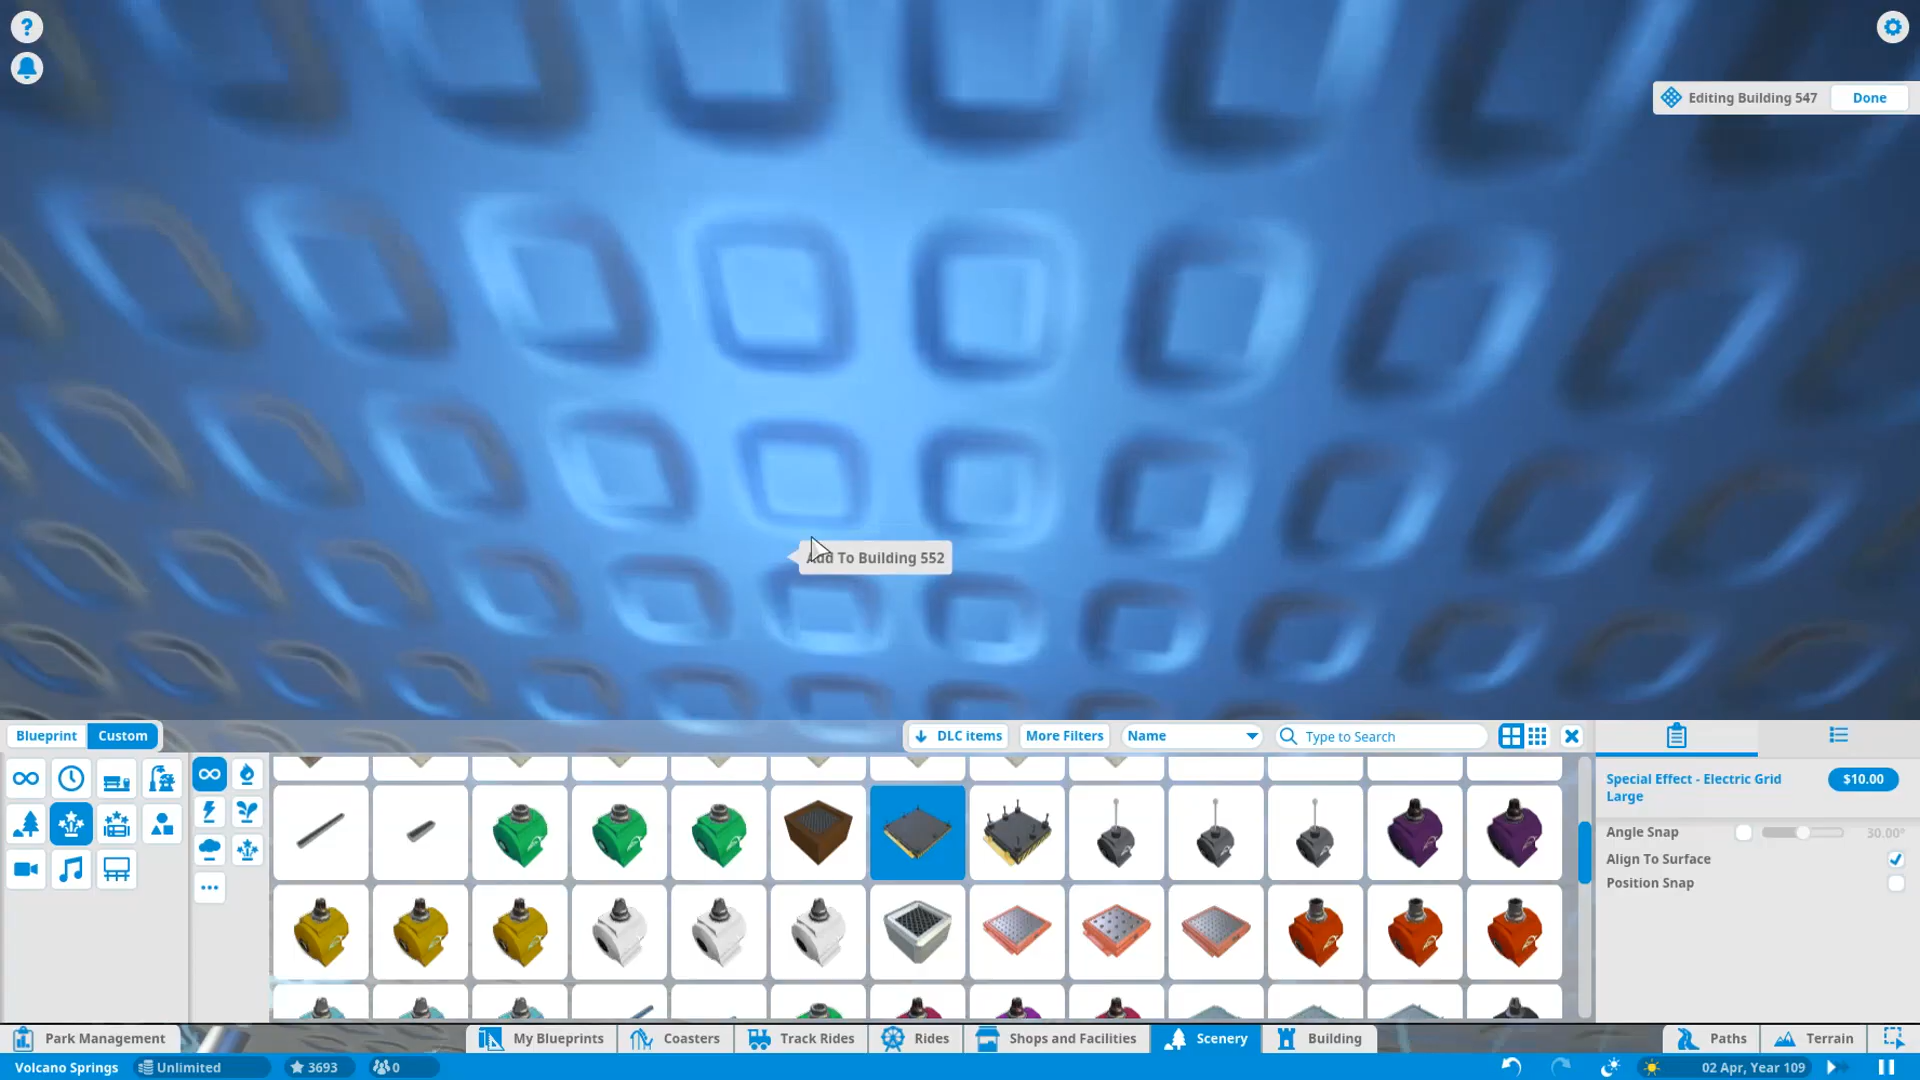 ?
Editing Building 547 Done
Add To Building 552
Blueprint Custom
DLC items More Filters Name Type to Search
Special Effect - Electric Grid Large $10.00
Angle Snap 30.00°
Align To Surface
Position Snap
Park Management My Blueprints Coasters Track Rides Rides Shops and Facilities Scenery Building Paths Terrain
Volcano Springs Unlimited 3693 0 02 Apr, Year 109